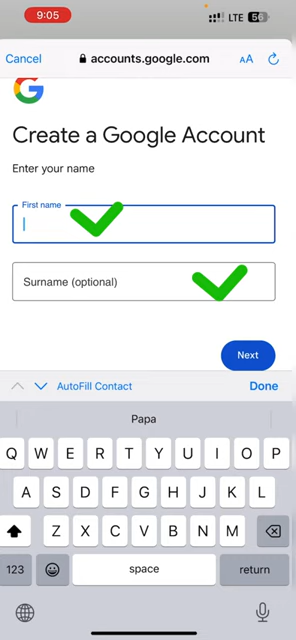 9:05
LTE 56
Cancel
accounts.google.com
AA
G
Create a Google Account
Enter your name
First name
Surname (optional)
Next
AutoFill Contact
Done
Papa
Q W E R T Y U I O P
A S D F G H J K L
Z X C V B N M
123
space
return